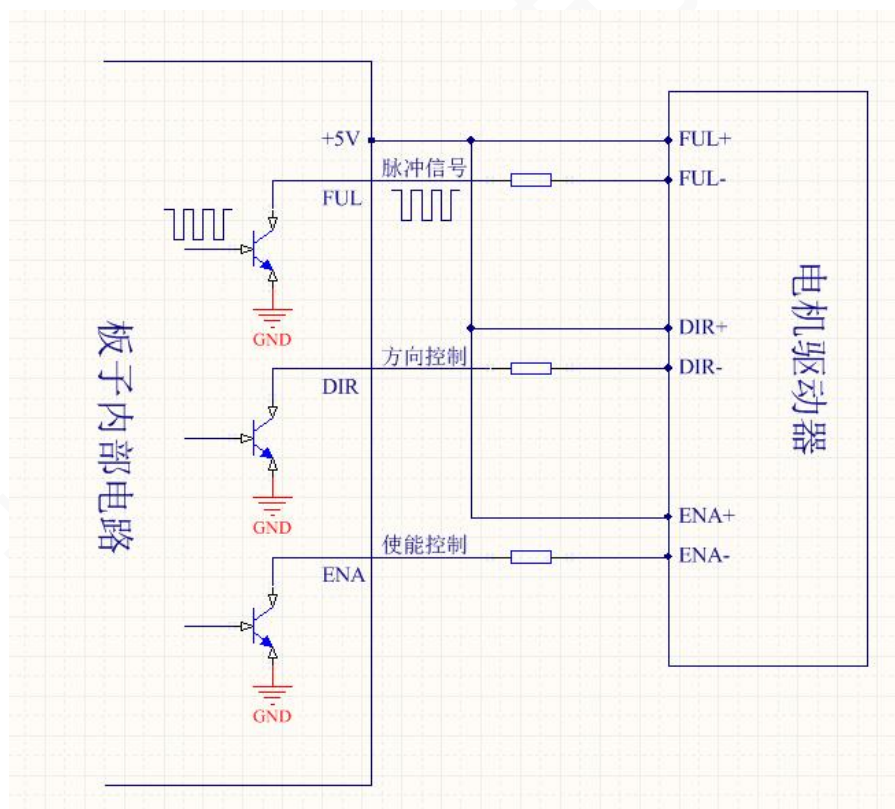 +5V
FUL+
脉冲信号
FUL
FUL-
GND
DIR+
方向控制
DIR
DIR-
GND
ENA+
使能控制
ENA
ENA-
GND
板子内部电路
电机驱动器